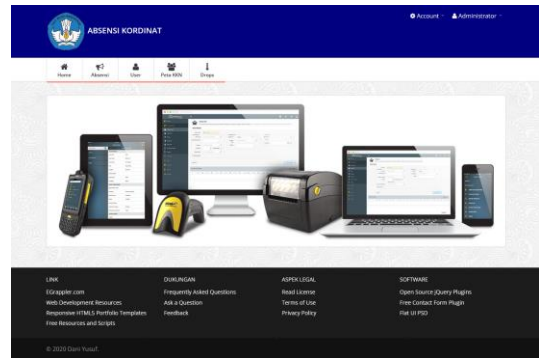 ABSENSI KORDINAT
Account
Administrator
Home
Absensi
User
Peta KKN
Drops
LINK
EGrappler.com
Web Development Resources
Responsive HTML5 Portfolio Templates
Free Resources and Scripts
DUKUNGAN
Frequently Asked Questions
Ask a Question
Feedback
ASPEK LEGAL
Read License
Terms of Use
Privacy Policy
SOFTWARE
Open Source jQuery Plugins
Free Contact Form Plugin
Flat UI PSD
© 2020 Dani Yusuf.